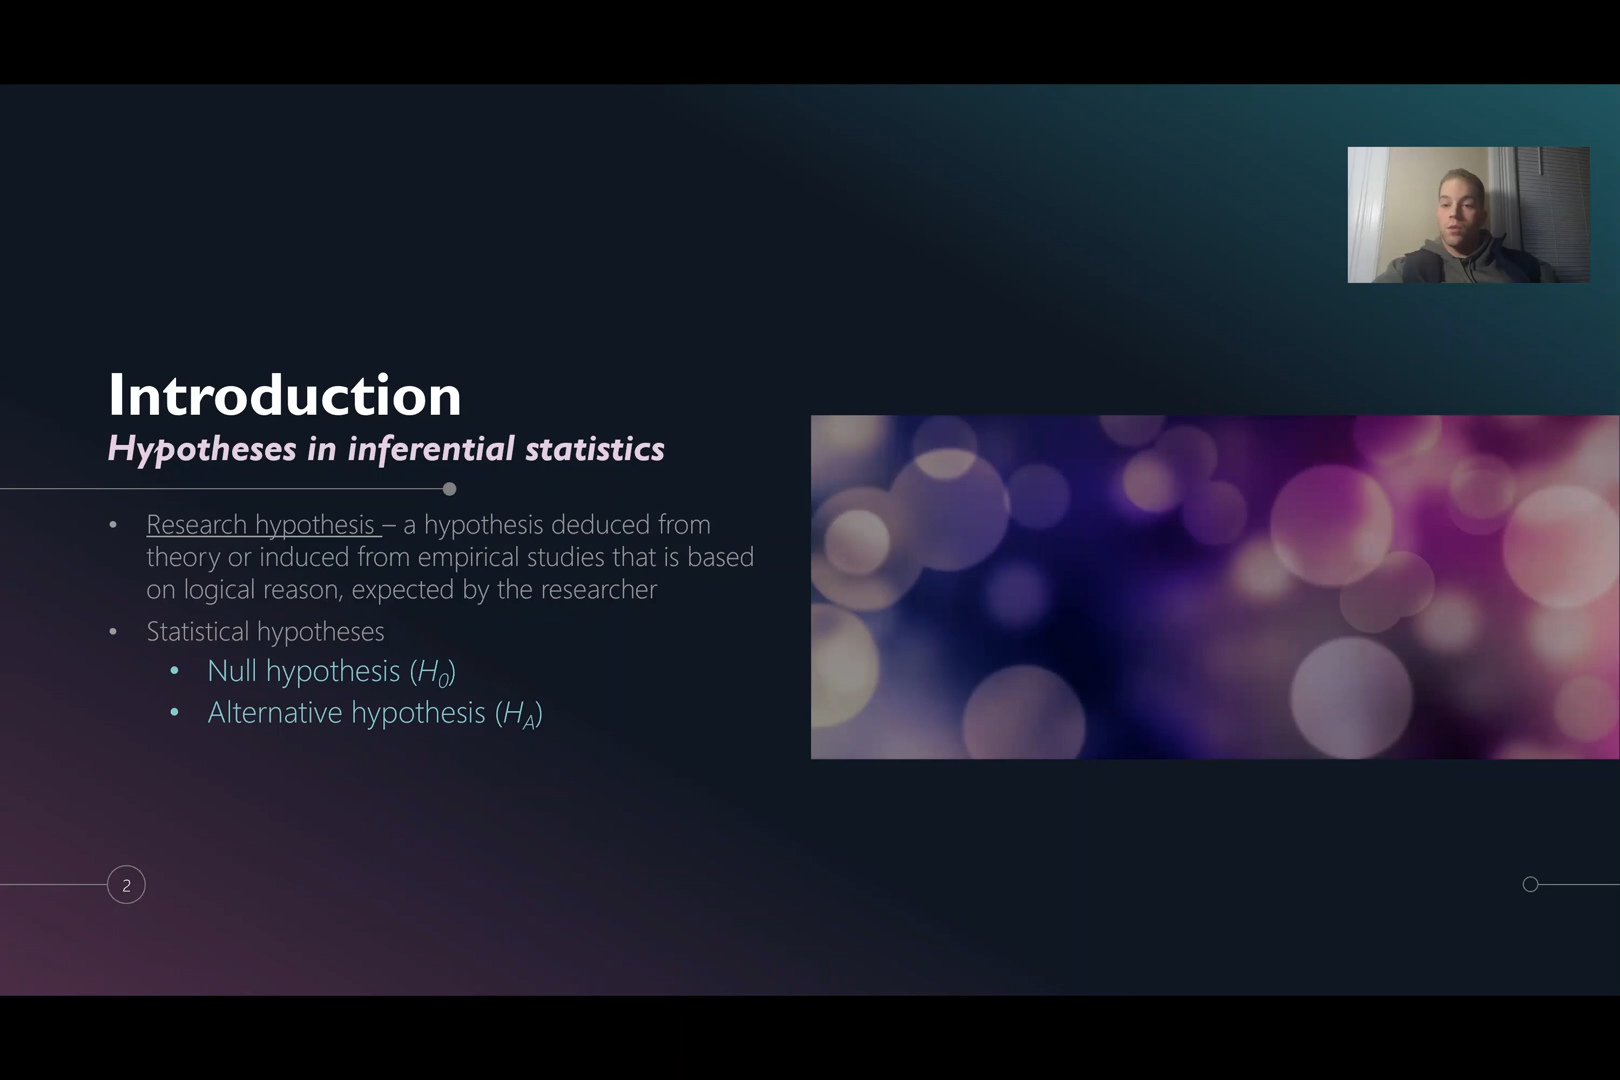 Introduction
Hypotheses in inferential statistics
• Research hypothesis – a hypothesis deduced from
theory or induced from empirical studies that is based
on logical reason, expected by the researcher
• Statistical hypotheses
• Null hypothesis (H0)
• Alternative hypothesis (HA)
2